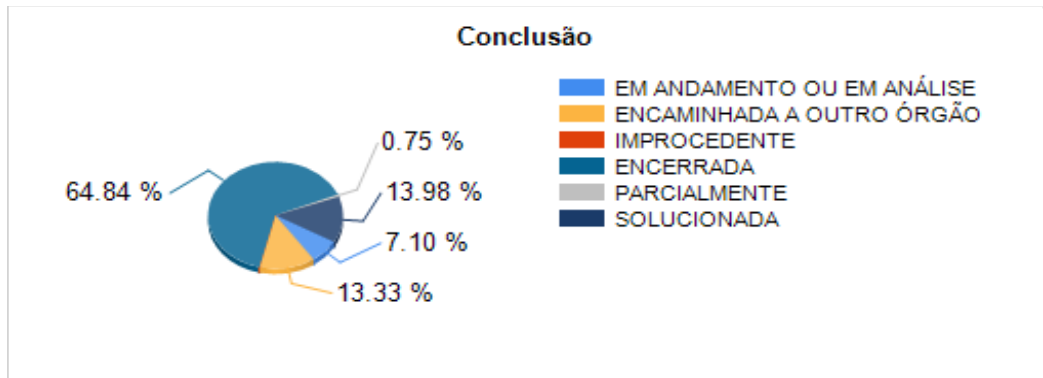 Conclusão
EM ANDAMENTO OU EM ANÁLISE
ENCAMINHADA A OUTRO ÓRGÃO
IMPROCEDENTE
ENCERRADA
PARCIALMENTE
SOLUCIONADA
0.75 %
64.84 %
13.98 %
7.10 %
13.33 %